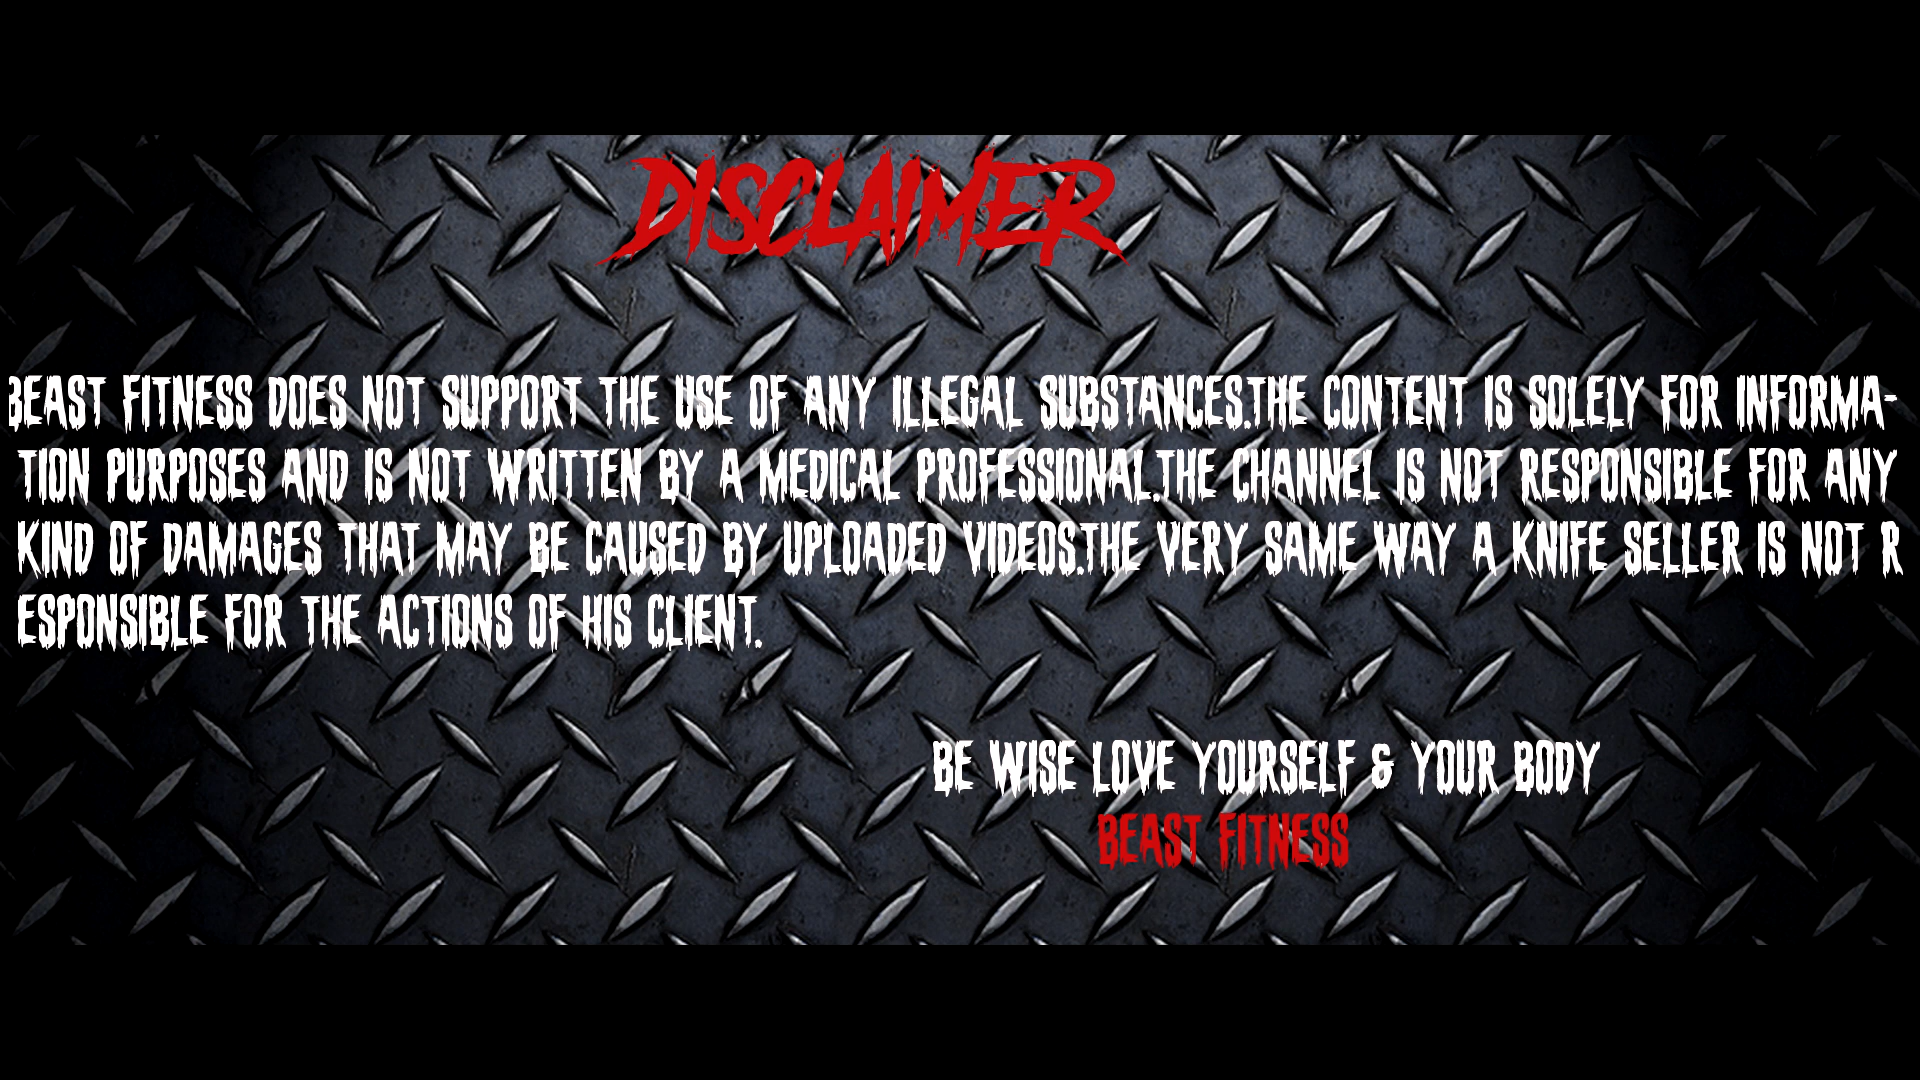 DISCLAIMER
BEAST FITNESS DOES NOT SUPPORT THE USE OF ANY ILLEGAL SUBSTANCES.THE CONTENT IS SOLELY FOR INFORMA-
TION PURPOSES AND IS NOT WRITTEN BY A MEDICAL PROFESSIONAL.THE CHANNEL IS NOT RESPONSIBLE FOR ANY
KIND OF DAMAGES THAT MAY BE CAUSED BY UPLOADED VIDEOS.THE VERY SAME WAY A KNIFE SELLER IS NOT R
ESPONSIBLE FOR THE ACTIONS OF HIS CLIENT.
BE WISE LOVE YOURSELF & YOUR BODY
BEAST FITNESS